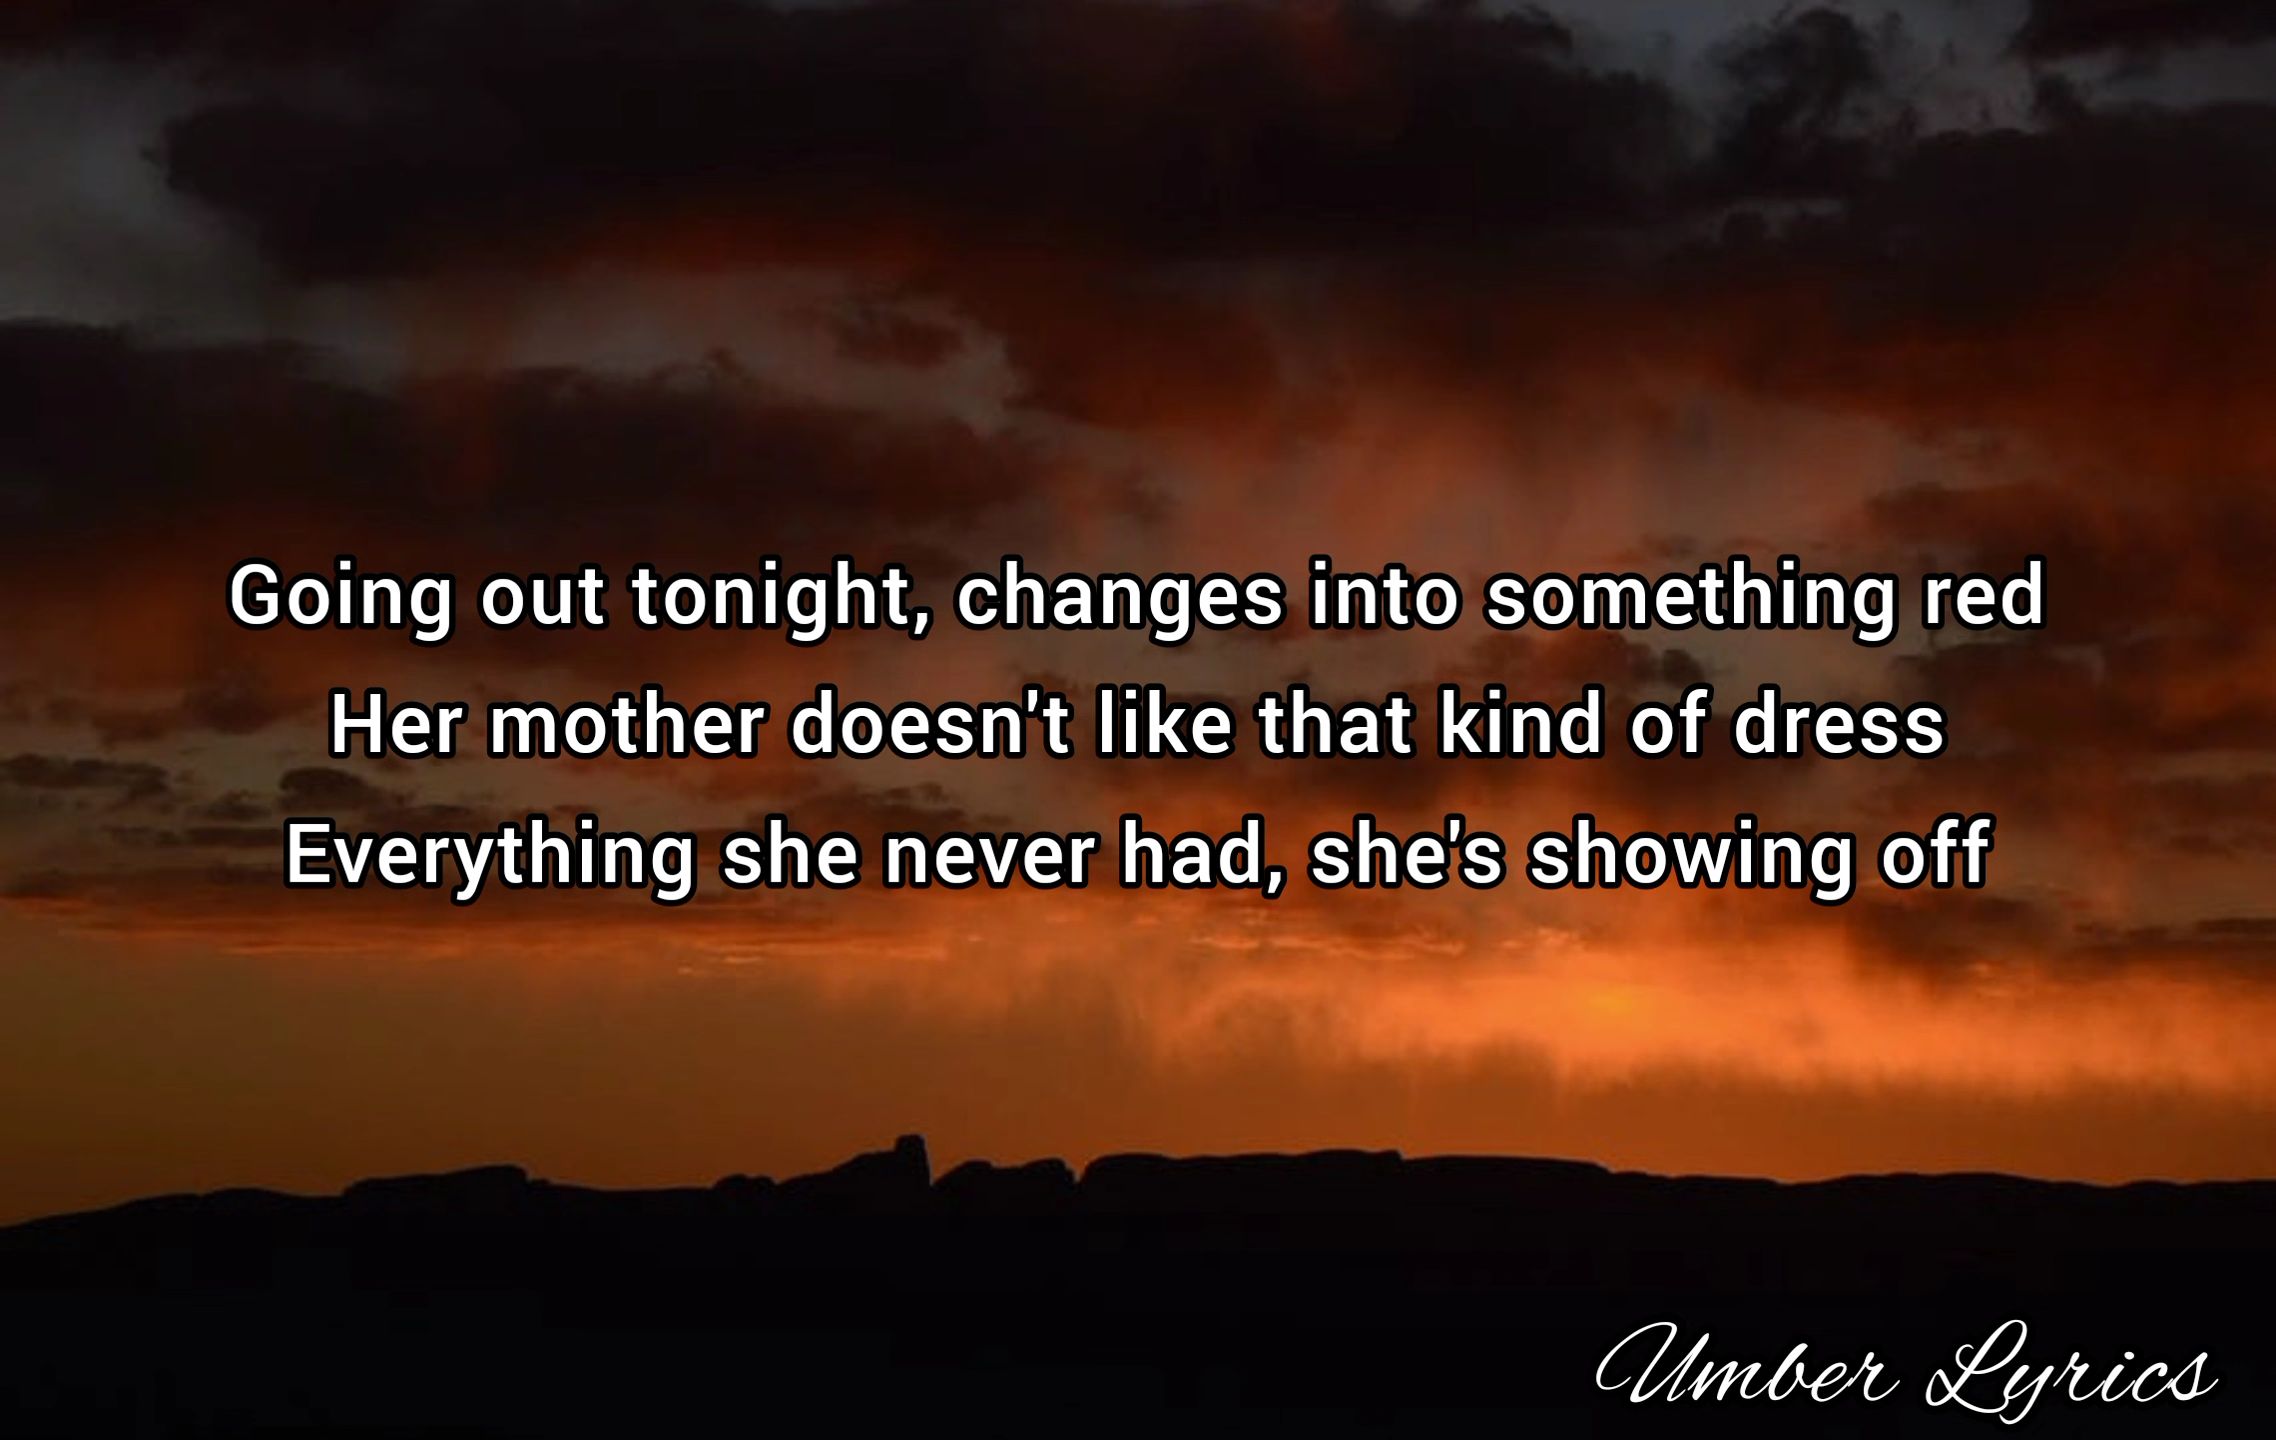 Going out tonight, changes into something red
Her mother doesn't like that kind of dress
Everything she never had, she's showing off
Umber Lyrics